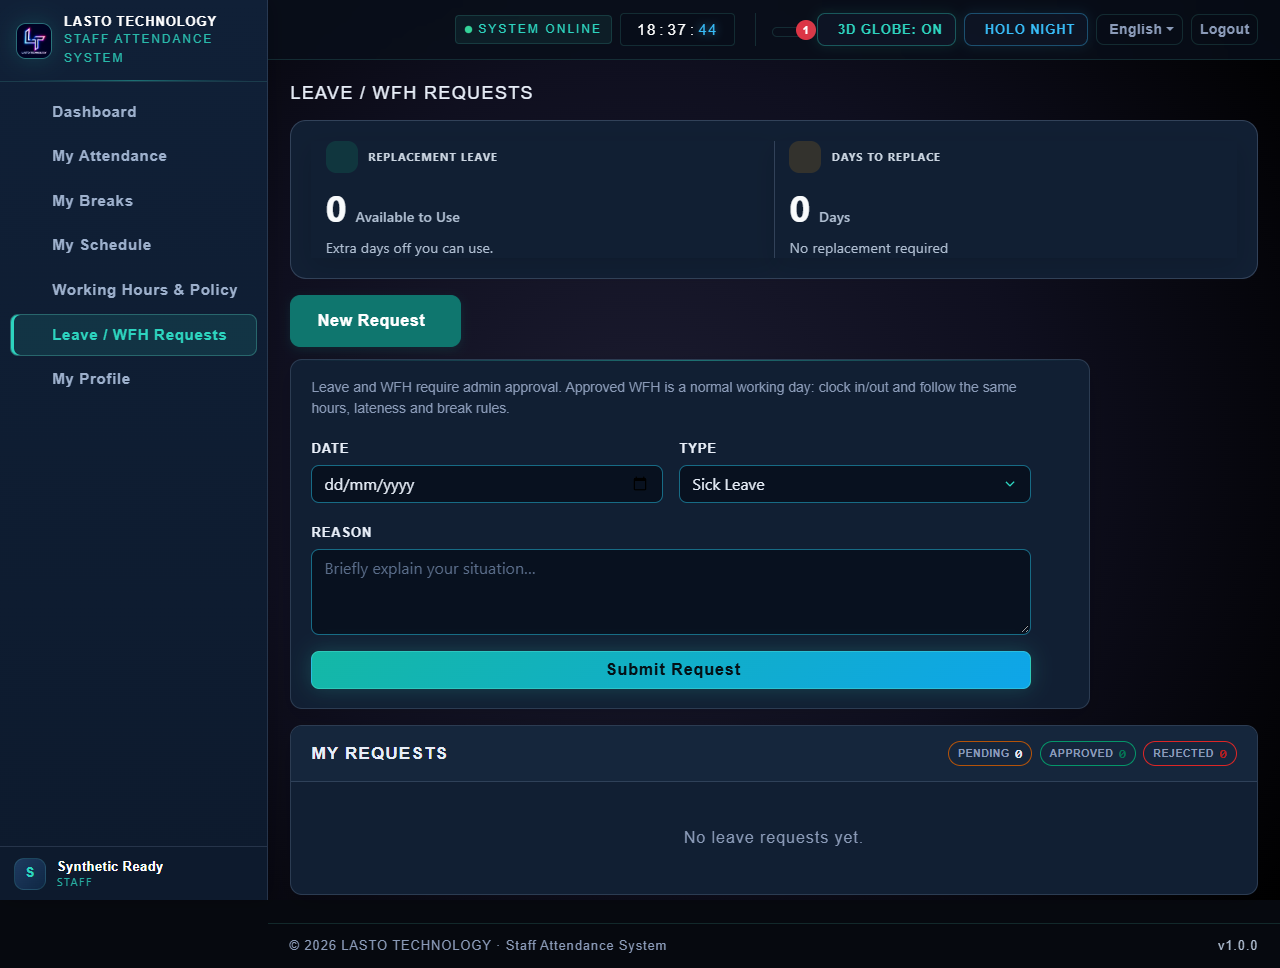 LASTO TECHNOLOGY
STAFF ATTENDANCE
SYSTEM
SYSTEM ONLINE
18:37:44
1
3D GLOBE: ON
HOLO NIGHT
English
Logout
Dashboard
My Attendance
My Breaks
My Schedule
Working Hours & Policy
Leave / WFH Requests
My Profile
Synthetic Ready
S
STAFF
LEAVE / WFH REQUESTS
REPLACEMENT LEAVE
0 Available to Use
Extra days off you can use.
DAYS TO REPLACE
0 Days
No replacement required
New Request
Leave and WFH require admin approval. Approved WFH is a normal working day: clock in/out and follow the same
hours, lateness and break rules.
DATE
TYPE
dd/mm/yyyy
Sick Leave
REASON
Briefly explain your situation...
Submit Request
MY REQUESTS
PENDING 0
APPROVED 0
REJECTED 0
No leave requests yet.
© 2026 LASTO TECHNOLOGY · Staff Attendance System
v1.0.0